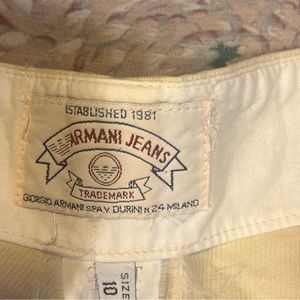 ESTABLISHED 1981
ARMANI JEANS
TRADEMARK
GIORGIO ARMANI S.P.A V. DURINI N 24 MILANO
SIZE
10